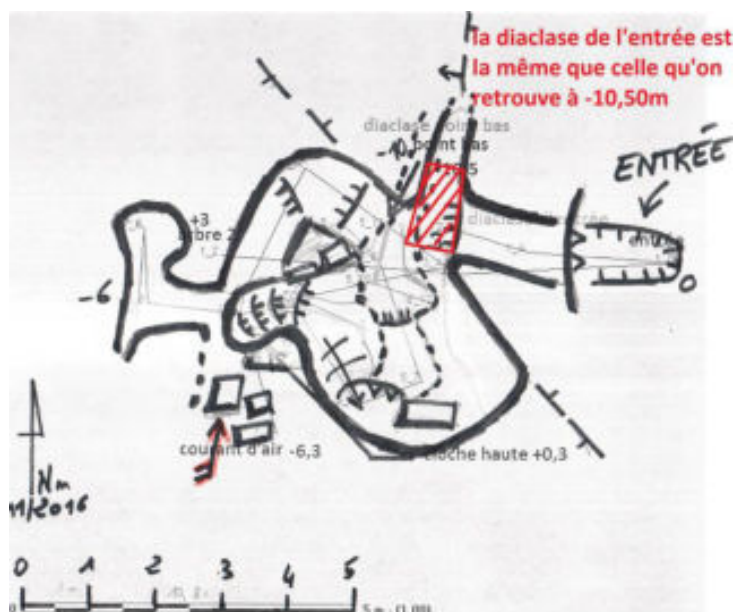 la diaclase de l'entrée est
la même que celle qu'on
retrouve à -10,50m
diaclase point bas
point bas
ENTRÉE
diaclase de l'entrée
entrée
0
+3
arbre 2
-6
courant d'air -6,3
cloche haute +0,3
Nm
11/2016
0 1 2 3 4 5